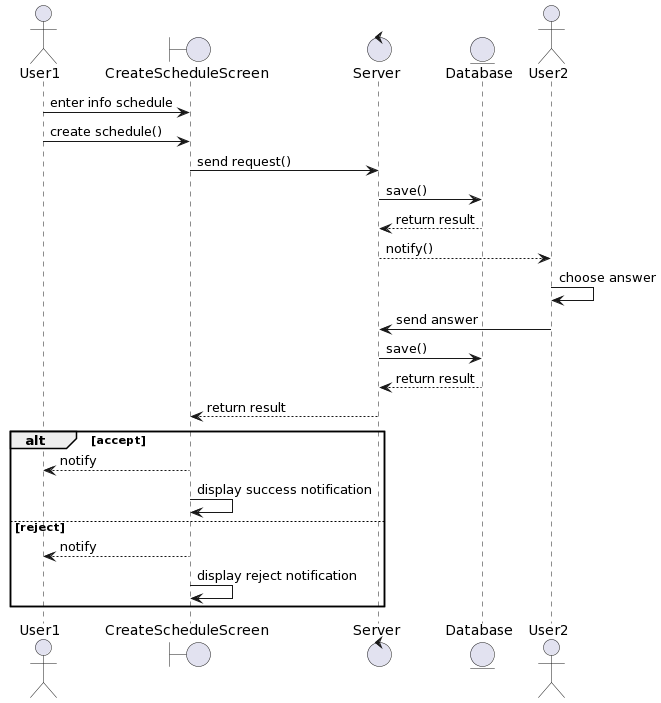 User1 CreateScheduleScreen Server Database User2
enter info schedule
create schedule()
send request()
save()
return result
notify()
choose answer
send answer
save()
return result
return result
alt [accept]
notify
display success notification
[reject]
notify
display reject notification
User1 CreateScheduleScreen Server Database User2